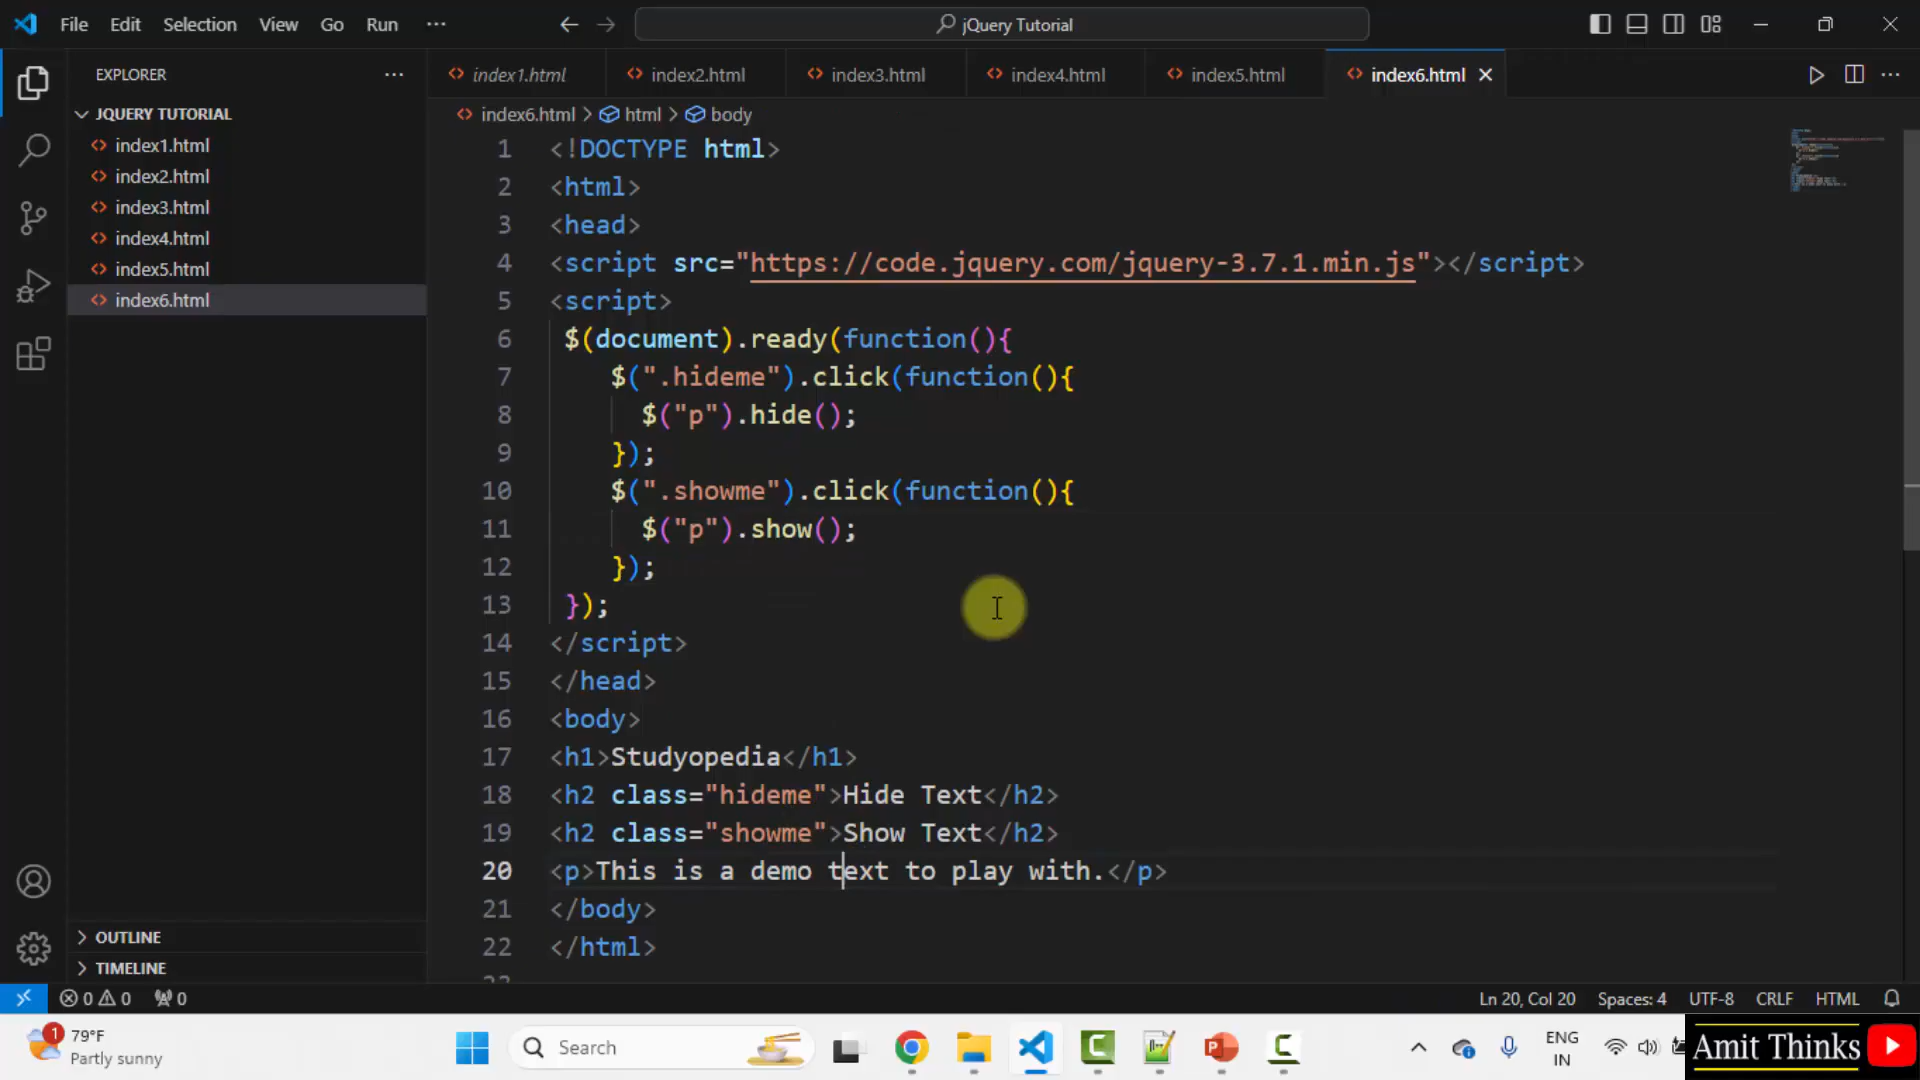 File Edit Selection View Go Run ··· jQuery Tutorial
EXPLORER ···
index1.html index2.html index3.html index4.html index5.html index6.html
JQUERY TUTORIAL
index1.html
index2.html
index3.html
index4.html
index5.html
index6.html
OUTLINE
TIMELINE
index6.html > html > body
1 <!DOCTYPE html>
2 <html>
3 <head>
4 <script src="https://code.jquery.com/jquery-3.7.1.min.js"></script>
5 <script>
6 $(document).ready(function(){
7 $(".hideme").click(function(){
8 $("p").hide();
9 });
10 $(".showme").click(function(){
11 $("p").show();
12 });
13 });
14 </script>
15 </head>
16 <body>
17 <h1>Studyopedia</h1>
18 <h2 class="hideme">Hide Text</h2>
19 <h2 class="showme">Show Text</h2>
20 <p>This is a demo text to play with.</p>
21 </body>
22 </html>
0 0 0 Ln 20, Col 20 Spaces: 4 UTF-8 CRLF HTML
1 79°F
Partly sunny
Search
ENG
IN
Amit Thinks